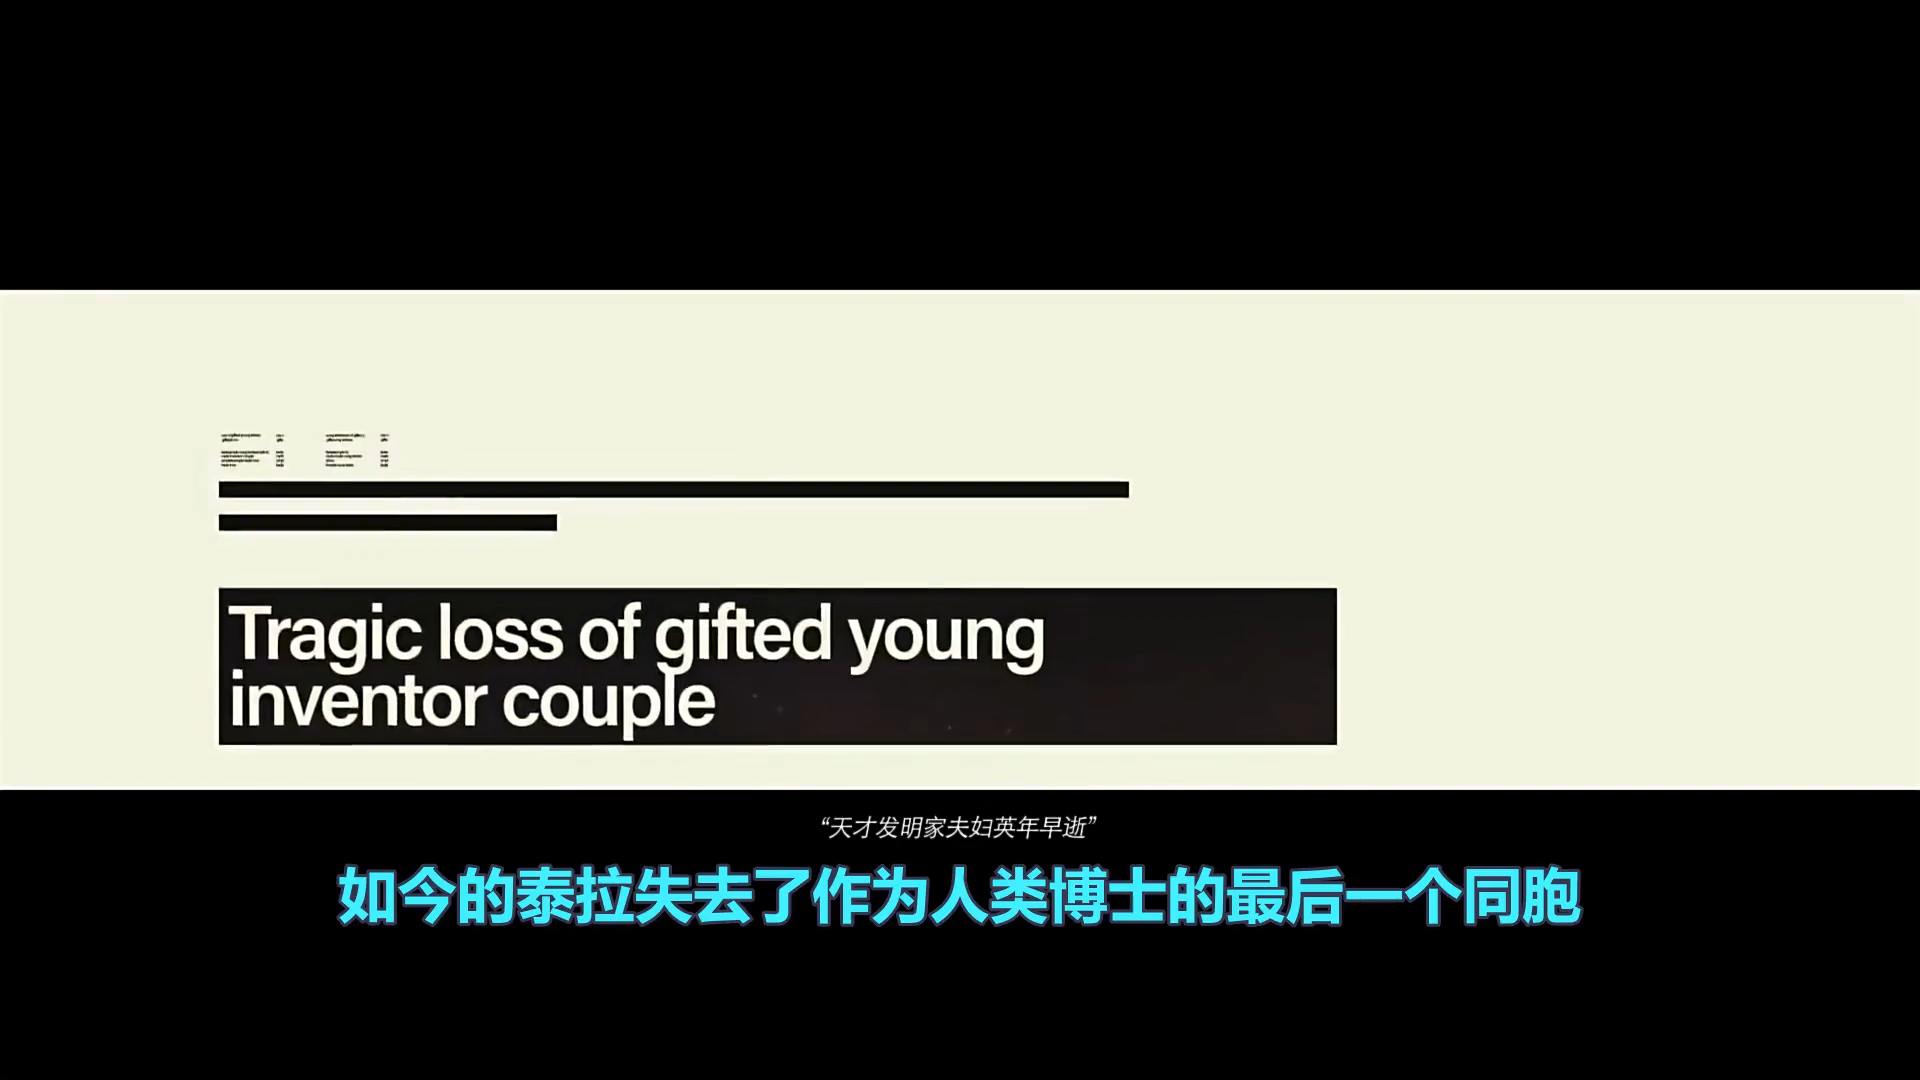 Tragic loss of gifted young
inventor couple
“天才发明家夫妇英年早逝”
如今的泰拉失去了作为人类博士的最后一个同胞